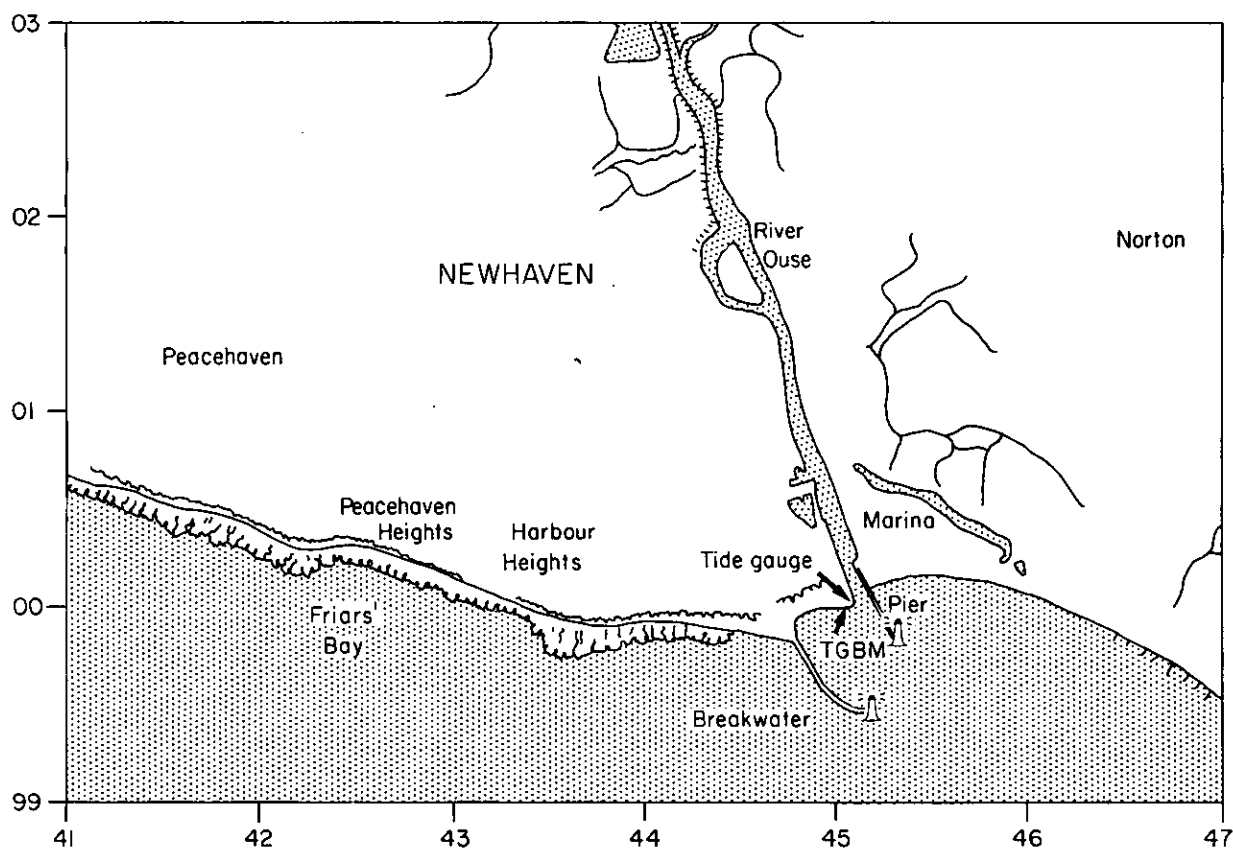 03
02
01
00
99
41
42
43
44
45
46
47
River
Ouse
Norton
NEWHAVEN
Peacehaven
Peacehaven
Heights
Harbour
Heights
Marina
Tide gauge
Pier
TGBM
Friars'
Bay
Breakwater